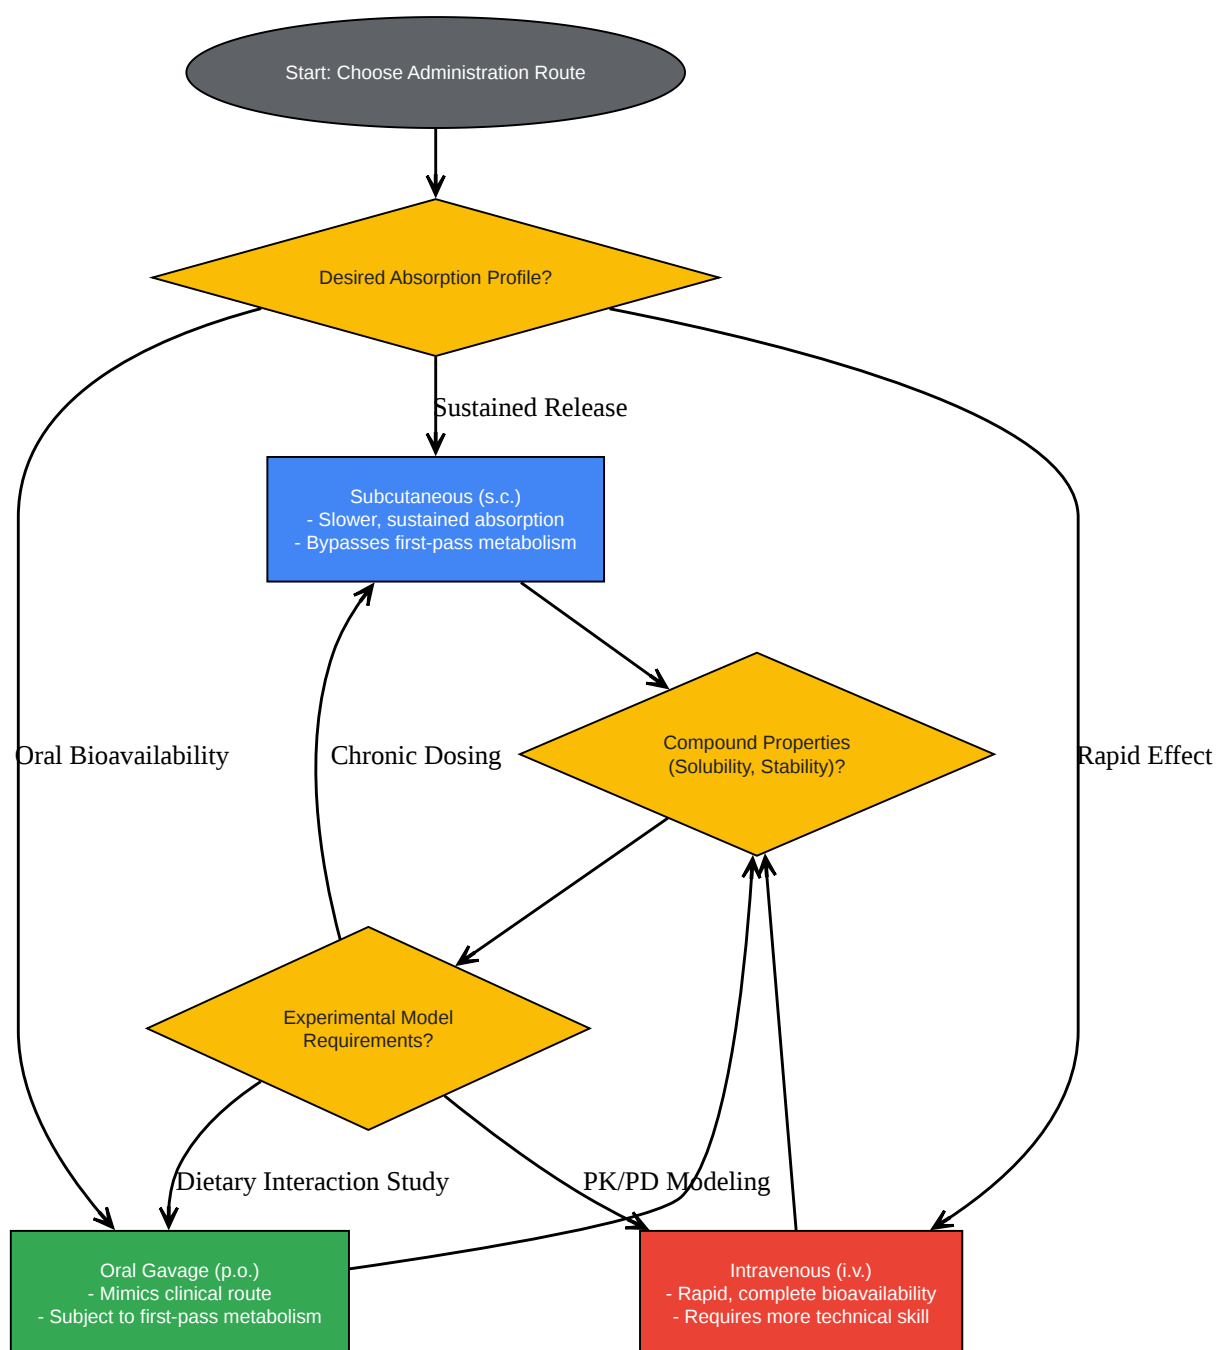 Start: Choose Administration Route
Desired Absorption Profile?
Sustained Release
Subcutaneous (s.c.)
- Slower, sustained absorption
- Bypasses first-pass metabolism
Oral Bioavailability
Chronic Dosing
Compound Properties
(Solubility, Stability)?
Rapid Effect
Experimental Model
Requirements?
Dietary Interaction Study
PK/PD Modeling
Oral Gavage (p.o.)
- Mimics clinical route
- Subject to first-pass metabolism
Intravenous (i.v.)
- Rapid, complete bioavailability
- Requires more technical skill